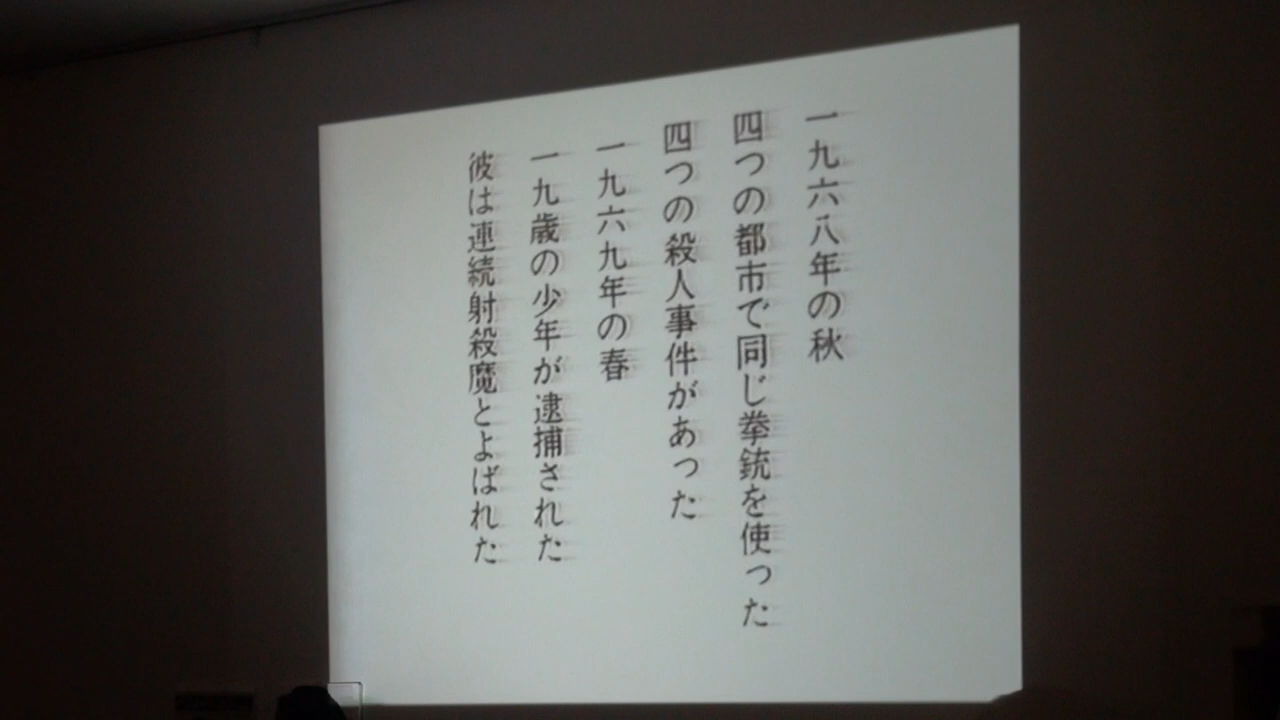 一九六八年の秋
四つの都市で同じ拳銃を使った
四つの殺人事件があった
一九六九年の春
一九歳の少年が逮捕された
彼は連続射殺魔とよばれた